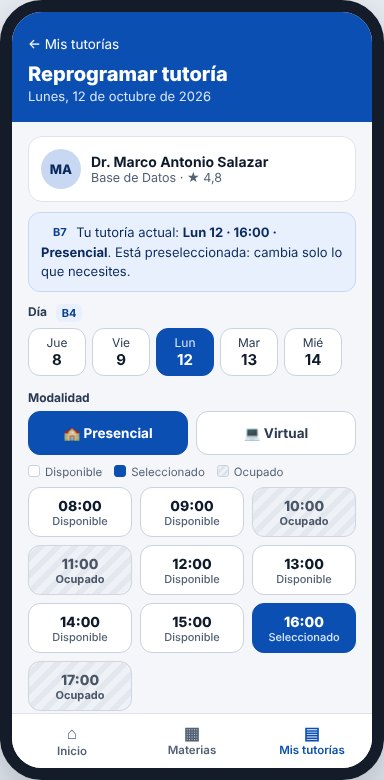 ← Mis tutorías
Reprogramar tutoría
Lunes, 12 de octubre de 2026
MA
Dr. Marco Antonio Salazar
Base de Datos · ★ 4,8
B7 Tu tutoría actual: Lun 12 · 16:00 ·
Presencial. Está preseleccionada: cambia solo lo
que necesites.
Día B4
Jue Vie Lun Mar Mié
8 9 12 13 14
Modalidad
🏫 Presencial 💻 Virtual
Disponible Seleccionado Ocupado
08:00 09:00 10:00
Disponible Disponible Ocupado
11:00 12:00 13:00
Ocupado Disponible Disponible
14:00 15:00 16:00
Disponible Disponible Seleccionado
17:00
Ocupado
Inicio Materias Mis tutorías